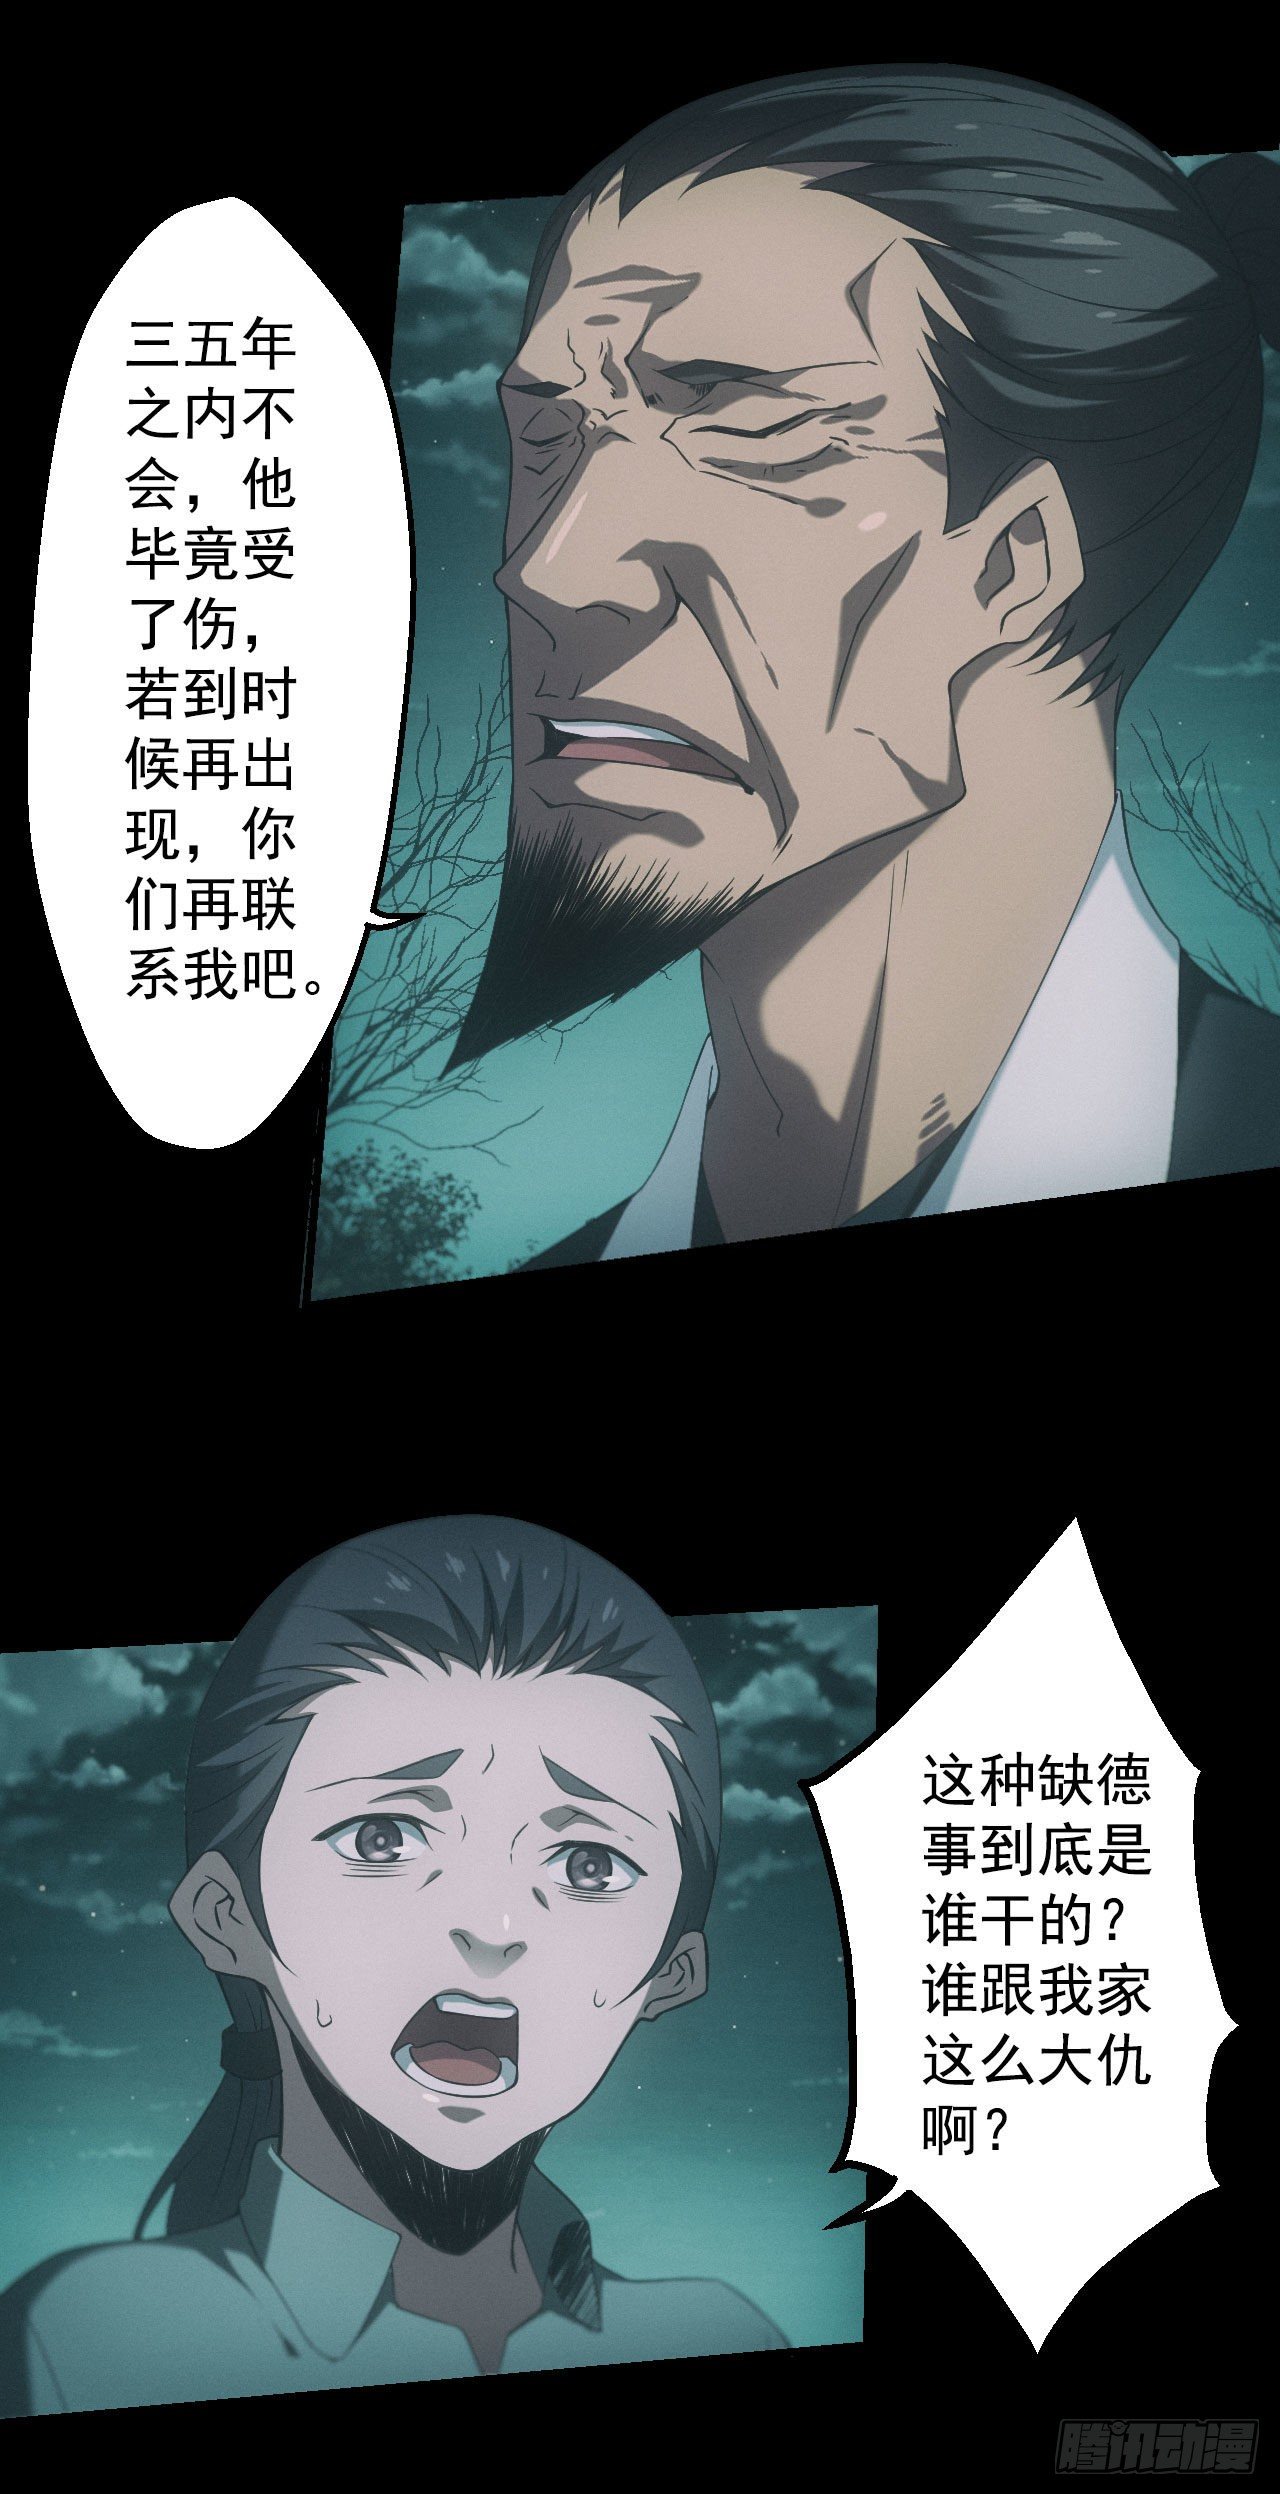 三五年
之内不
会，他
毕竟受
了伤，
若到时
候再出
现，你
们再联
系我吧。
这种缺德
事到底是
谁干的？
谁跟我家
这么大仇
啊？
腾讯动漫